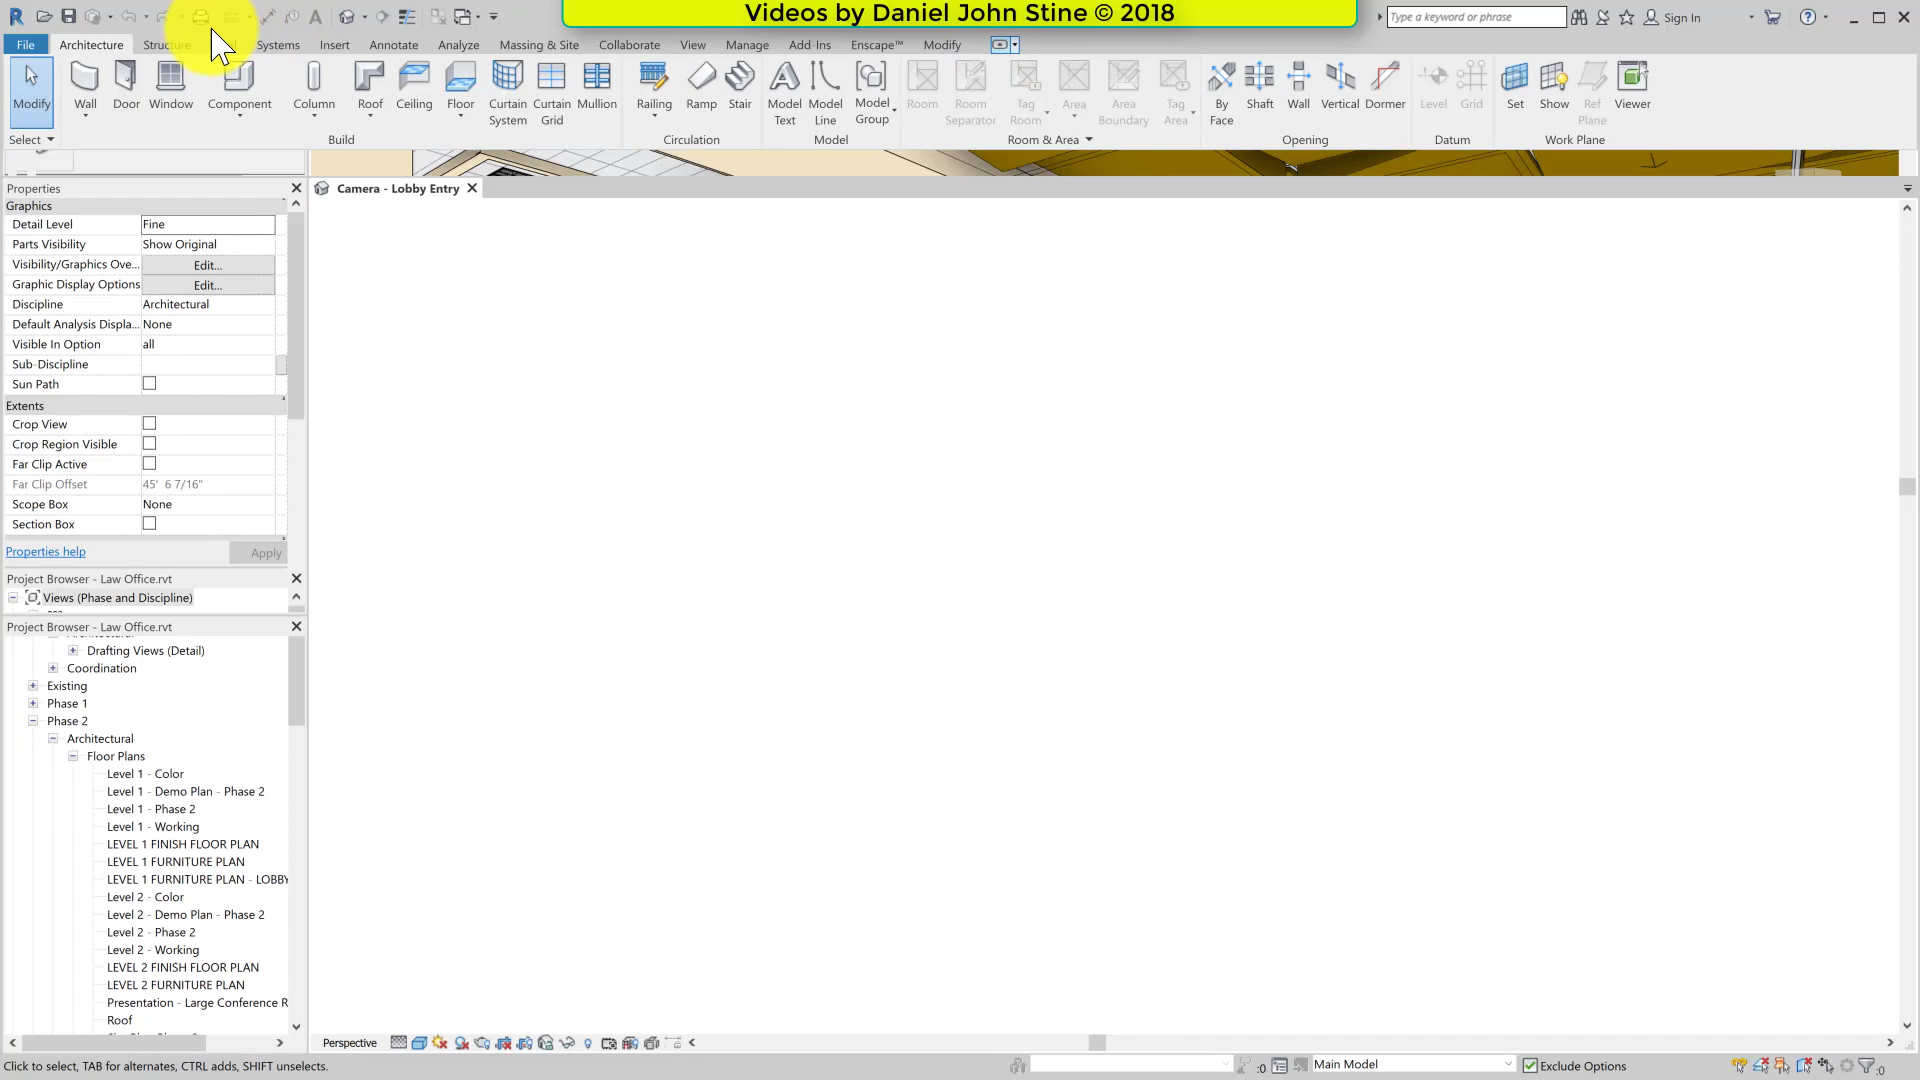 Videos by Daniel John Stine © 2018
Type a keyword or phrase
Sign In
File Architecture Structure Systems Insert Annotate Analyze Massing & Site Collaborate View Manage Add-Ins Enscape™ Modify
Modify Wall Door Window Component Column Roof Ceiling Floor Curtain System Curtain Grid Mullion Railing Ramp Stair Model Text Model Line Model Group Room Room Separator Tag Room Area Area Boundary Tag Area By Face Shaft Wall Vertical Dormer Level Grid Set Show Ref Plane Viewer
Select Build Circulation Model Room & Area Opening Datum Work Plane
Properties
Camera - Lobby Entry
Graphics
Detail Level Fine
Parts Visibility Show Original
Visibility/Graphics Ove... Edit...
Graphic Display Options Edit...
Discipline Architectural
Default Analysis Displa... None
Visible In Option all
Sub-Discipline
Sun Path
Extents
Crop View
Crop Region Visible
Far Clip Active
Far Clip Offset 45' 6 7/16"
Scope Box None
Section Box
Properties help Apply
Project Browser - Law Office.rvt
Views (Phase and Discipline)
Project Browser - Law Office.rvt
Drafting Views (Detail)
Coordination
Existing
Phase 1
Phase 2
Architectural
Floor Plans
Level 1 - Color
Level 1 - Demo Plan - Phase 2
Level 1 - Phase 2
Level 1 - Working
LEVEL 1 FINISH FLOOR PLAN
LEVEL 1 FURNITURE PLAN
LEVEL 1 FURNITURE PLAN - LOBBY
Level 2 - Color
Level 2 - Demo Plan - Phase 2
Level 2 - Phase 2
Level 2 - Working
LEVEL 2 FINISH FLOOR PLAN
LEVEL 2 FURNITURE PLAN
Presentation - Large Conference R
Roof
Perspective
Click to select, TAB for alternates, CTRL adds, SHIFT unselects.
:0
Main Model
Exclude Options
:0